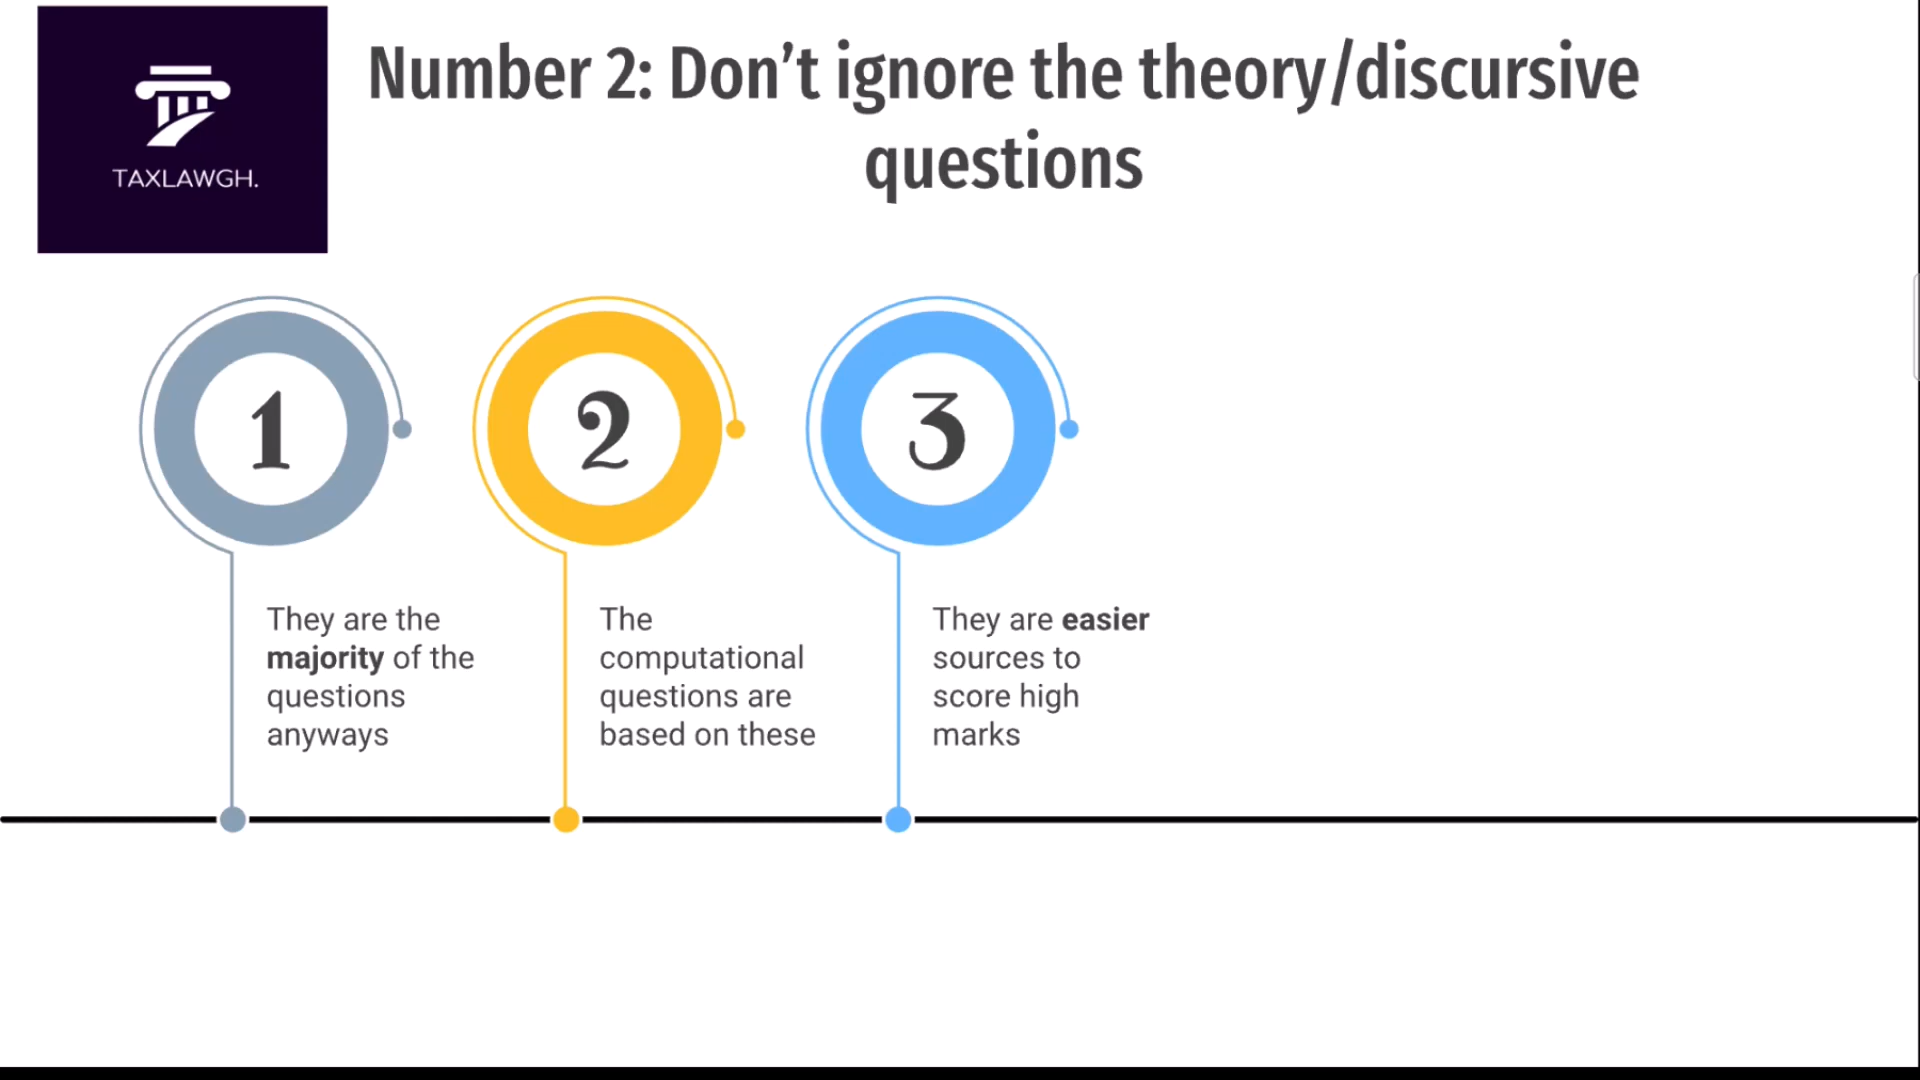 TAXLAWGH.
Number 2: Don’t ignore the theory/discursive
questions
1
They are the
majority of the
questions
anyways
2
The
computational
questions are
based on these
3
They are easier
sources to
score high
marks